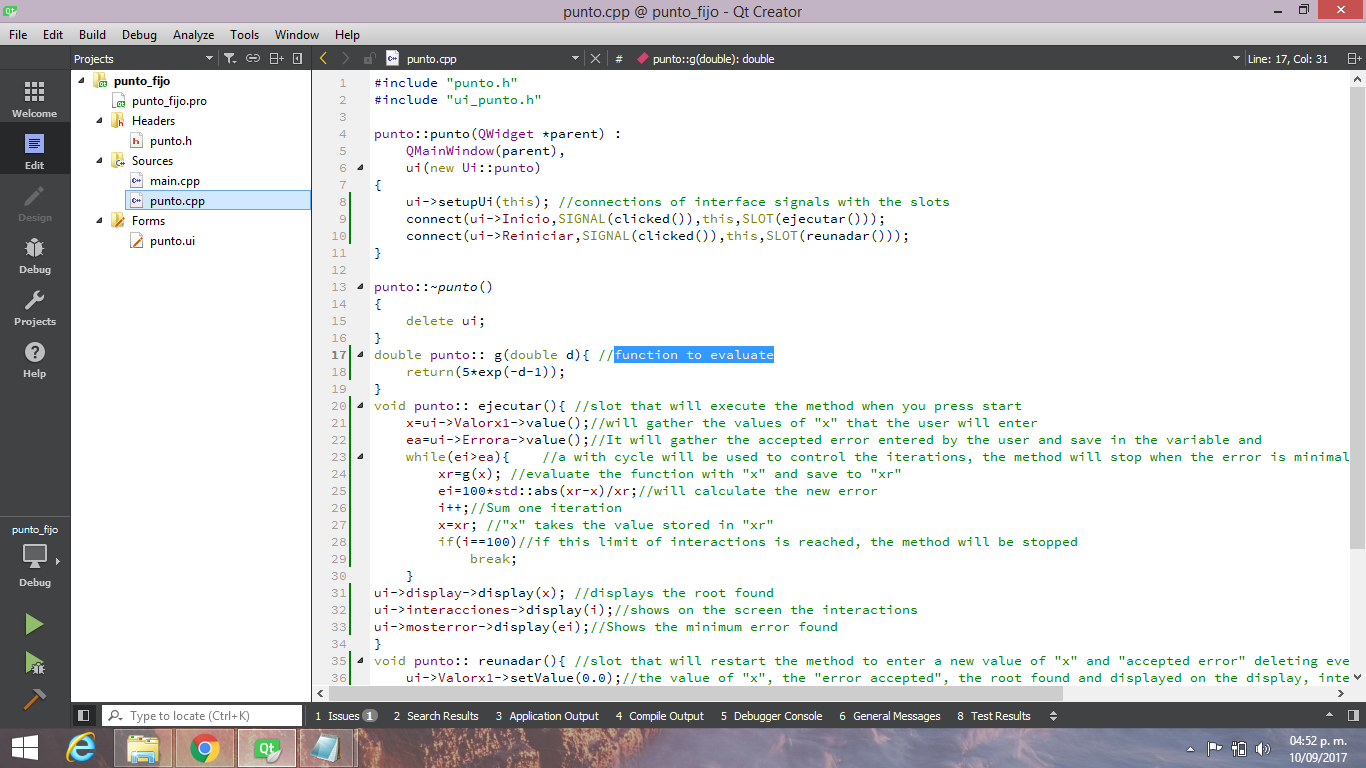 punto.cpp @ punto_fijo - Qt Creator
File Edit Build Debug Analyze Tools Window Help
Projects punto.cpp # punto::g(double): double Line: 17, Col: 31
Welcome
Edit
Design
Debug
Projects
Help
punto_fijo
Debug
punto_fijo
punto_fijo.pro
Headers
punto.h
Sources
main.cpp
punto.cpp
Forms
punto.ui
1 #include "punto.h"
2 #include "ui_punto.h"
3
4 punto::punto(QWidget *parent) :
5 QMainWindow(parent),
6 ui(new Ui::punto)
7 {
8 ui->setupUi(this); //connections of interface signals with the slots
9 connect(ui->Inicio,SIGNAL(clicked()),this,SLOT(ejecutar()));
10 connect(ui->Reiniciar,SIGNAL(clicked()),this,SLOT(reunadar()));
11 }
12
13 punto::~punto()
14 {
15 delete ui;
16 }
17 double punto:: g(double d){ //function to evaluate
18 return(5*exp(-d-1));
19 }
20 void punto:: ejecutar(){ //slot that will execute the method when you press start
21 x=ui->Valorx1->value();//will gather the values of "x" that the user will enter
22 ea=ui->Errora->value();//It will gather the accepted error entered by the user and save in the variable and
23 while(ei>ea){ //a with cycle will be used to control the iterations, the method will stop when the error is minimal
24 xr=g(x); //evaluate the function with "x" and save to "xr"
25 ei=100*std::abs(xr-x)/xr;//will calculate the new error
26 i++;//Sum one iteration
27 x=xr; //"x" takes the value stored in "xr"
28 if(i==100)//if this limit of interactions is reached, the method will be stopped
29 break;
30 }
31 ui->display->display(x); //displays the root found
32 ui->interacciones->display(i);//shows on the screen the interactions
33 ui->mosterror->display(ei);//Shows the minimum error found
34 }
35 void punto:: reunadar(){ //slot that will restart the method to enter a new value of "x" and "accepted error" deleting eve
36 ui->Valorx1->setValue(0.0);//the value of "x", the "error accepted", the root found and displayed on the display, inte
Type to locate (Ctrl+K) 1 Issues 1 2 Search Results 3 Application Output 4 Compile Output 5 Debugger Console 6 General Messages 8 Test Results
04:52 p. m.
10/09/2017